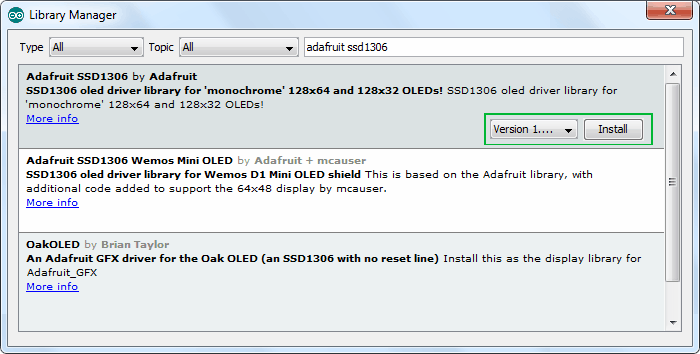 Library Manager
Type All Topic All adafruit ssd1306
Adafruit SSD1306 by Adafruit
SSD1306 oled driver library for 'monochrome' 128x64 and 128x32 OLEDs! SSD1306 oled driver library for
'monochrome' 128x64 and 128x32 OLEDs!
More info
Version 1.... Install
Adafruit SSD1306 Wemos Mini OLED by Adafruit + mcauser
SSD1306 oled driver library for Wemos D1 Mini OLED shield This is based on the Adafruit library, with
additional code added to support the 64x48 display by mcauser.
More info
OakOLED by Brian Taylor
An Adafruit GFX driver for the Oak OLED (an SSD1306 with no reset line) Install this as the display library for
Adafruit_GFX
More info